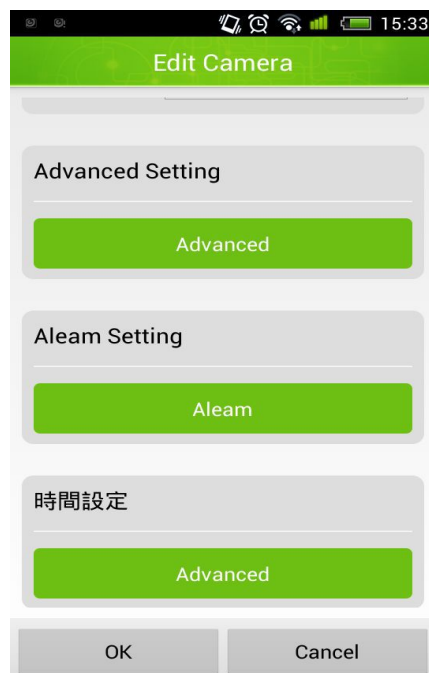 15:33
Edit Camera
Advanced Setting
Advanced
Aleam Setting
Aleam
時間設定
Advanced
OK
Cancel